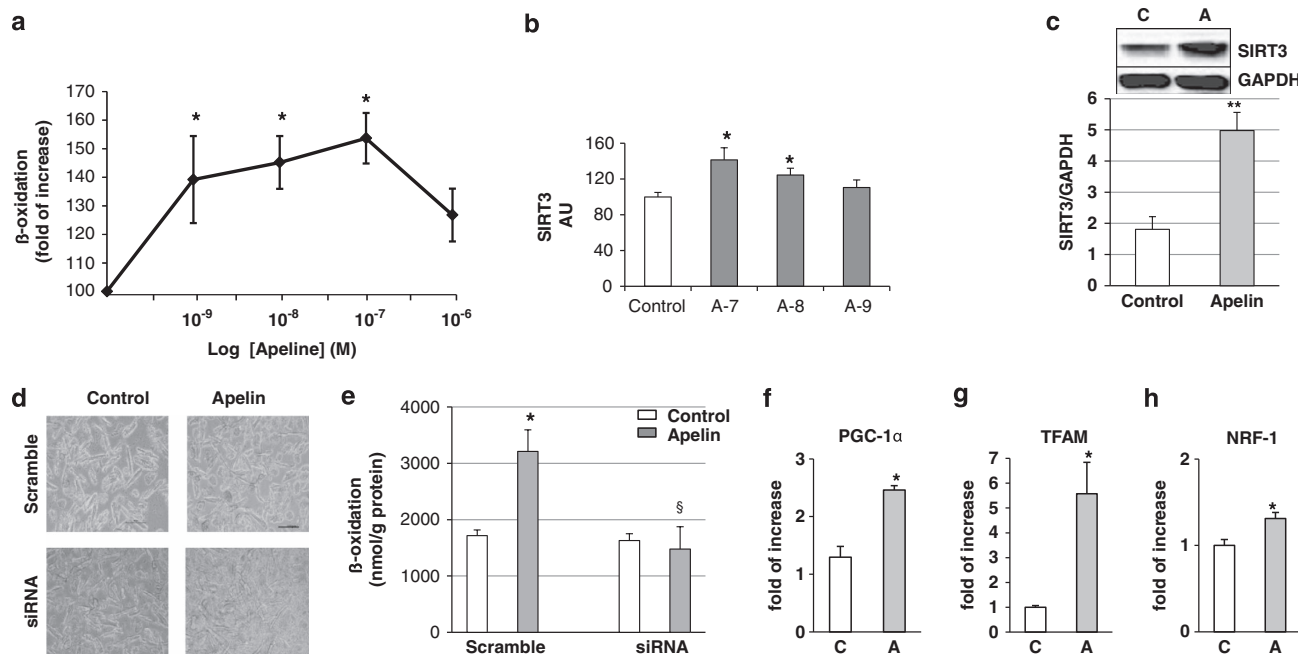 a
170
160
150
140
130
120
110
100
ß-oxidation
(fold of increase)
* * *
10⁻⁹ 10⁻⁸ 10⁻⁷ 10⁻⁶
Log [Apeline] (M)
b
160
120
80
40
0
SIRT3
AU
* *
Control A-7 A-8 A-9
c
C A
SIRT3
GAPDH
6
5
4
3
2
1
0
SIRT3/GAPDH
**
Control Apelin
d
Control Apelin
Scramble
siRNA
e
4000
3000
2000
1000
0
ß-oxidation
(nmol/g protein)
Control
Apelin
*
§
Scramble siRNA
f
PGC-1α
3
2
1
0
fold of increase
*
C A
g
TFAM
7
6
5
4
3
2
1
0
fold of increase
*
C A
h
NRF-1
2
1
0
fold of increase
*
C A